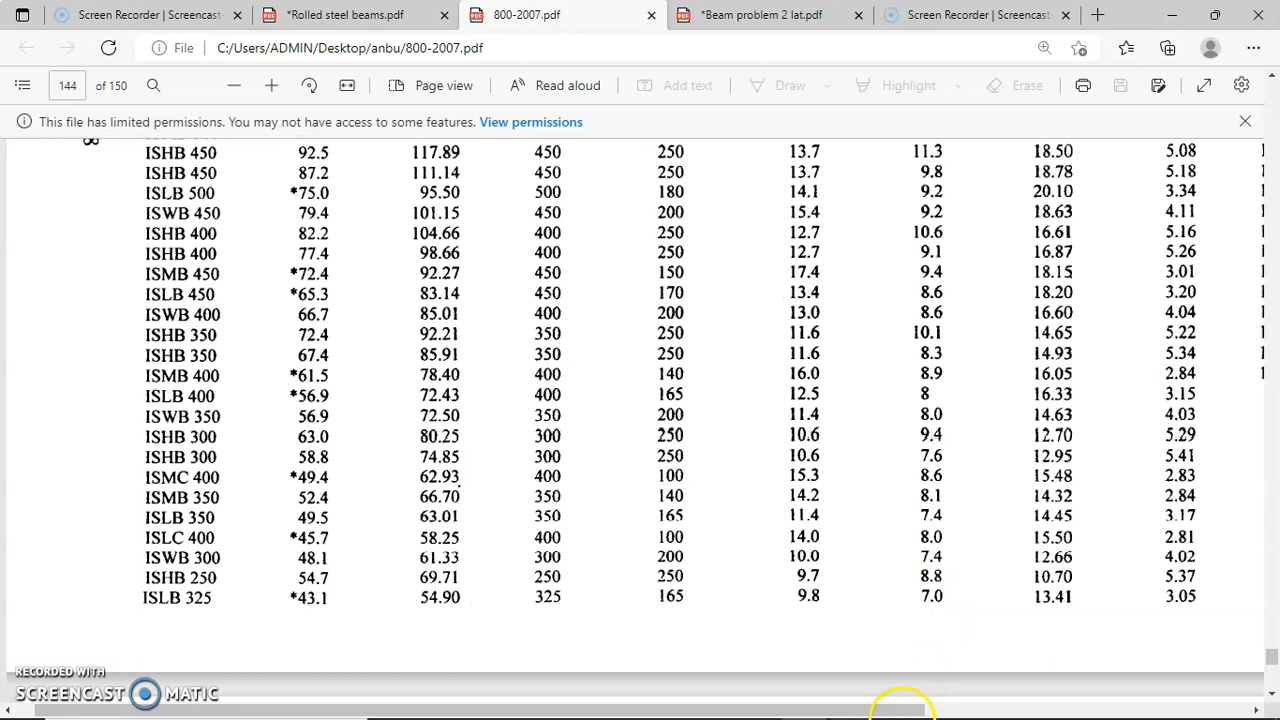 Screen Recorder | Screencast-
*Rolled steel beams.pdf
800-2007.pdf
*Beam problem 2 lat.pdf
Screen Recorder | Screencast
File
C:/Users/ADMIN/Desktop/anbu/800-2007.pdf
144 of 150
Page view
Read aloud
Add text
Draw
Highlight
Erase
This file has limited permissions. You may not have access to some features. View permissions
ISHB 450 92.5 117.89 450 250 13.7 11.3 18.50 5.08
ISHB 450 87.2 111.14 450 250 13.7 9.8 18.78 5.18
ISLB 500 *75.0 95.50 500 180 14.1 9.2 20.10 3.34
ISWB 450 79.4 101.15 450 200 15.4 9.2 18.63 4.11
ISHB 400 82.2 104.66 400 250 12.7 10.6 16.61 5.16
ISHB 400 77.4 98.66 400 250 12.7 9.1 16.87 5.26
ISMB 450 *72.4 92.27 450 150 17.4 9.4 18.15 3.01
ISLB 450 *65.3 83.14 450 170 13.4 8.6 18.20 3.20
ISWB 400 66.7 85.01 400 200 13.0 8.6 16.60 4.04
ISHB 350 72.4 92.21 350 250 11.6 10.1 14.65 5.22
ISHB 350 67.4 85.91 350 250 11.6 8.3 14.93 5.34
ISMB 400 *61.5 78.40 400 140 16.0 8.9 16.05 2.84
ISLB 400 *56.9 72.43 400 165 12.5 8 16.33 3.15
ISWB 350 56.9 72.50 350 200 11.4 8.0 14.63 4.03
ISHB 300 63.0 80.25 300 250 10.6 9.4 12.70 5.29
ISHB 300 58.8 74.85 300 250 10.6 7.6 12.95 5.41
ISMC 400 *49.4 62.93 400 100 15.3 8.6 15.48 2.83
ISMB 350 52.4 66.70 350 140 14.2 8.1 14.32 2.84
ISLB 350 49.5 63.01 350 165 11.4 7.4 14.45 3.17
ISLC 400 *45.7 58.25 400 100 14.0 8.0 15.50 2.81
ISWB 300 48.1 61.33 300 200 10.0 7.4 12.66 4.02
ISHB 250 54.7 69.71 250 250 9.7 8.8 10.70 5.37
ISLB 325 *43.1 54.90 325 165 9.8 7.0 13.41 3.05
RECORDED WITH
SCREENCAST MATIC